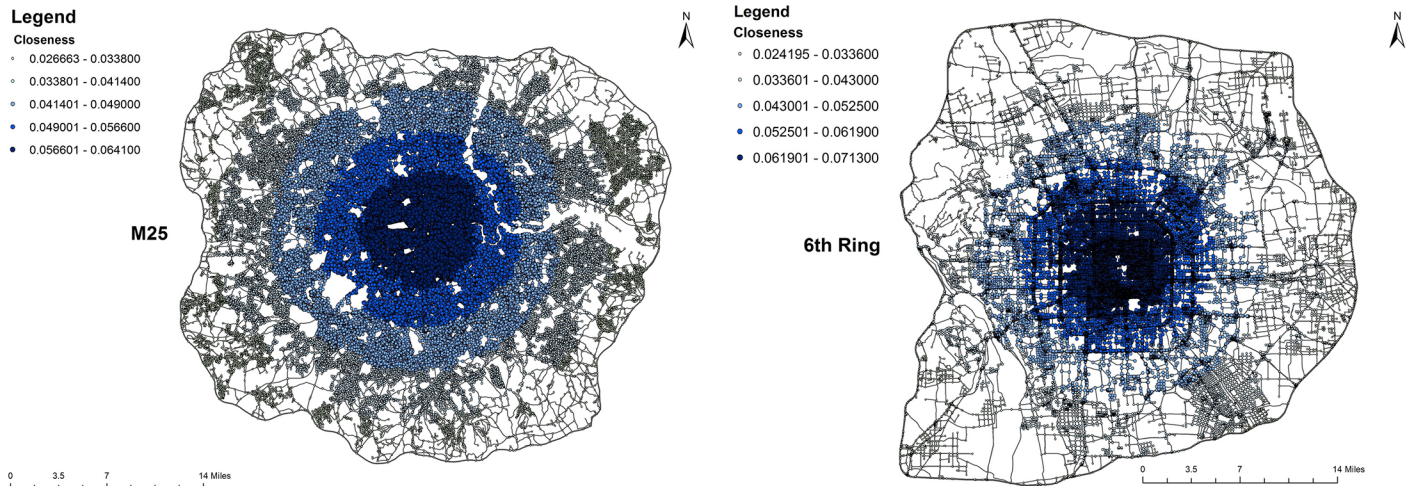 Legend
Closeness
0.026663 - 0.033800
0.033801 - 0.041400
0.041401 - 0.049000
0.049001 - 0.056600
0.056601 - 0.064100
N
M25
0 3.5 7 14 Miles
Legend
Closeness
0.024195 - 0.033600
0.033601 - 0.043000
0.043001 - 0.052500
0.052501 - 0.061900
0.061901 - 0.071300
N
6th Ring
0 3.5 7 14 Miles